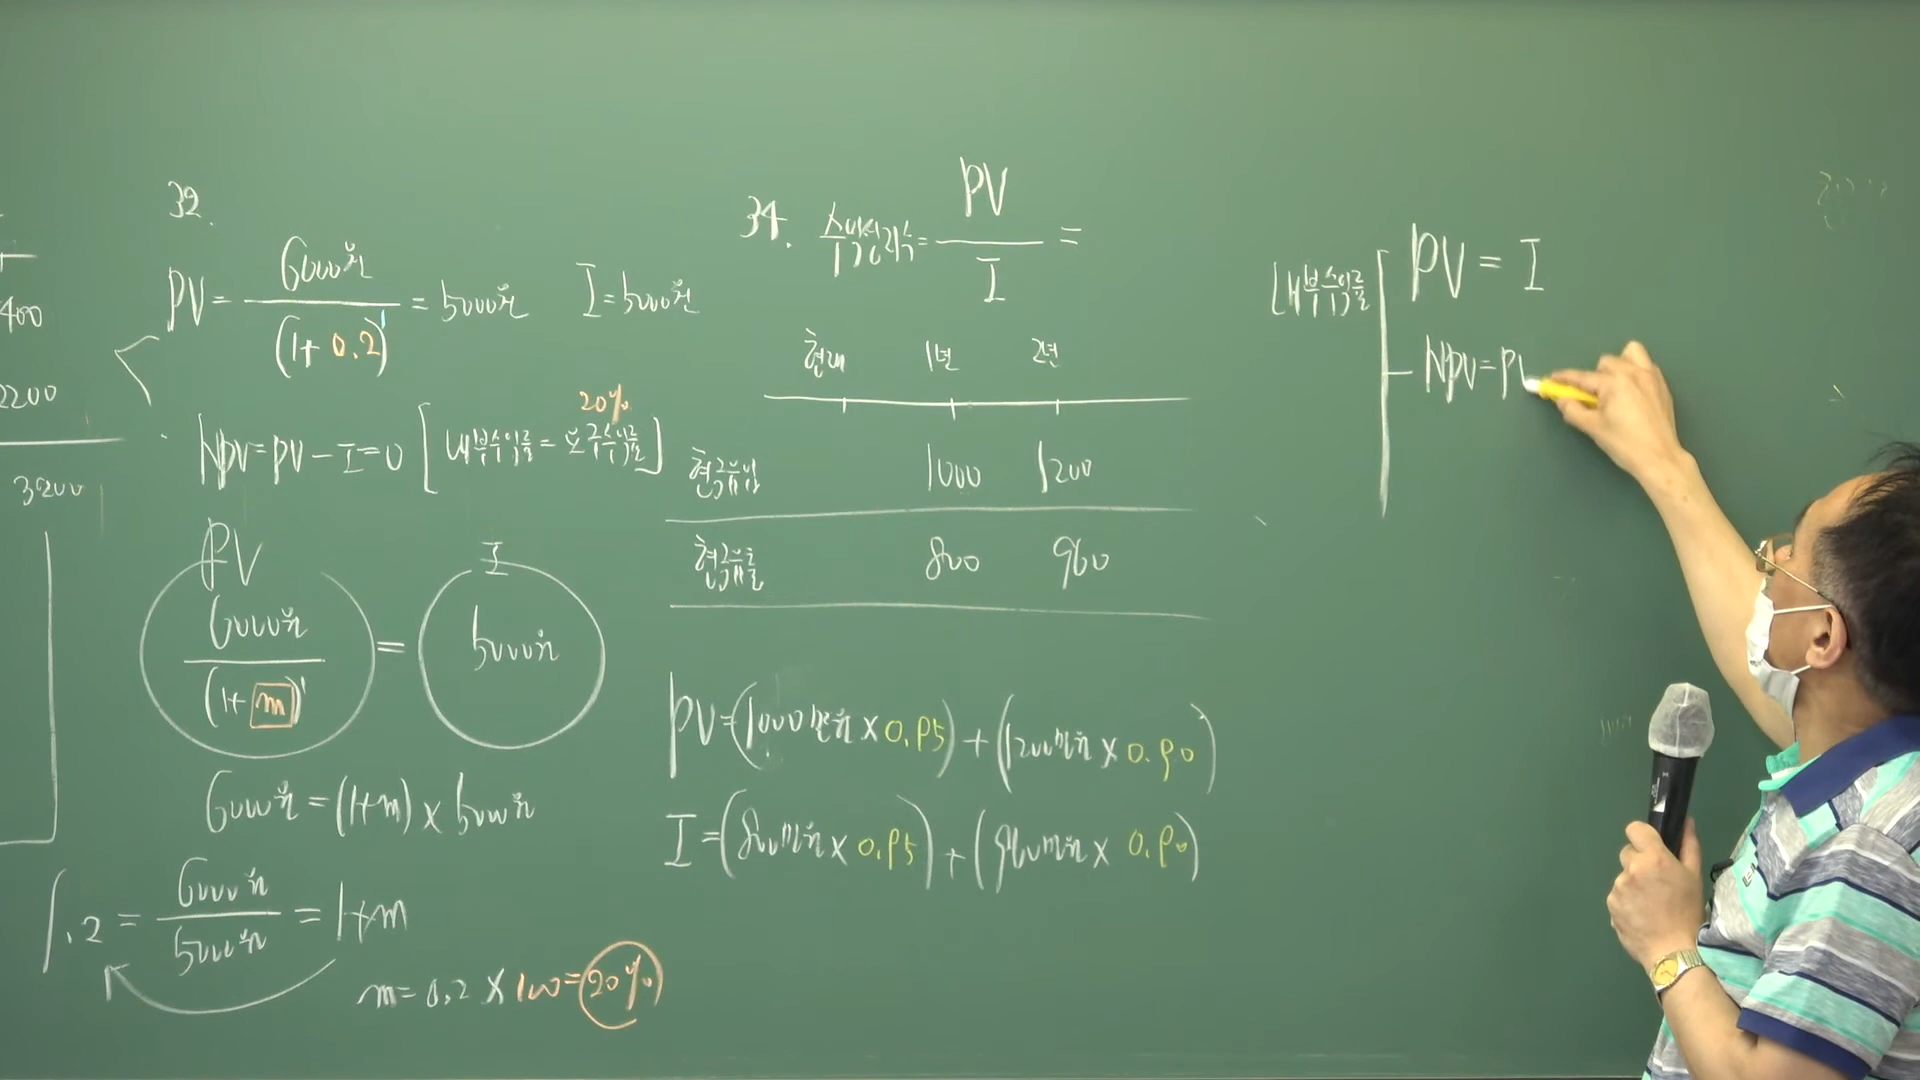 400
2200
3200
32.
PV = 6000원 / (1+0.2)¹ = 5000원 I=5000원
20%
NPV=PV-I=0 [내부수익률=요구수익률]
PV I
6000원 / (1+m)¹ = 5000원
6000원=(1+m)×5000원
1.2 = 6000원 / 5000원 = 1+m
m=0.2×100=20%
34. 수익성지수= PV / I =
현재 1년 2년
현금유입 1000 1200
현금유출 800 960
PV=(1000만원×0.95)+(1200만원×0.90)
I=(800만원×0.95)+(960만원×0.90)
내부수익률 PV = I
NPV=PV